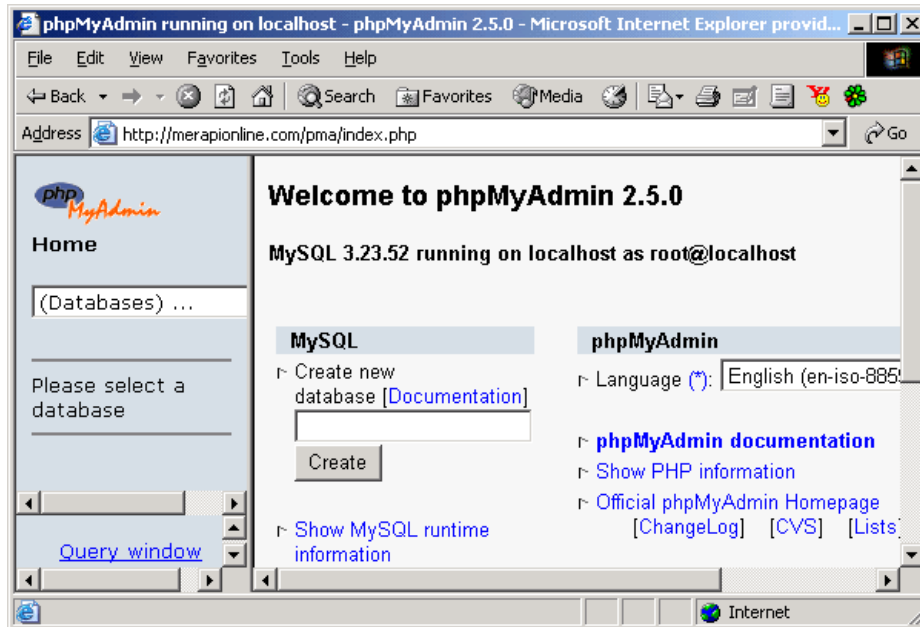 phpMyAdmin running on localhost - phpMyAdmin 2.5.0 - Microsoft Internet Explorer provid...
File Edit View Favorites Tools Help
Back Search Favorites Media
Address http://merapionline.com/pma/index.php Go
php
MyAdmin
Home
(Databases) ...
Please select a
database
Query window
Welcome to phpMyAdmin 2.5.0
MySQL 3.23.52 running on localhost as root@localhost
MySQL
Create new
database [Documentation]
Create
Show MySQL runtime
information
phpMyAdmin
Language (*): English (en-iso-885
phpMyAdmin documentation
Show PHP information
Official phpMyAdmin Homepage
[ChangeLog] [CVS] [Lists]
Internet